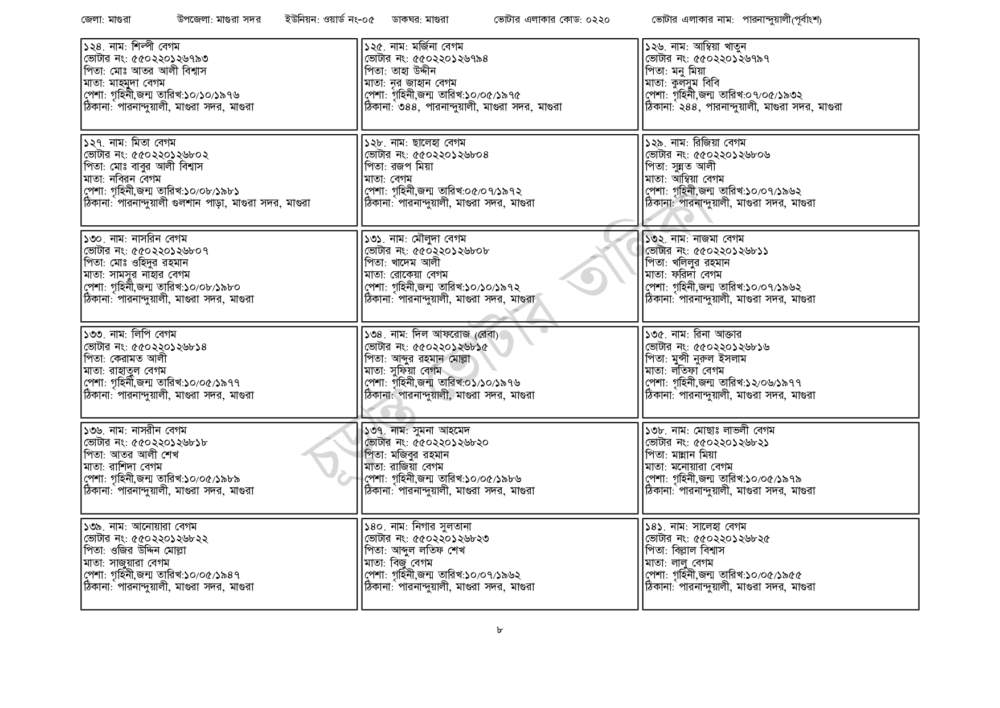 জেলা: মাগুরা উপজেলা: মাগুরা সদর ইউনিয়ন: ওয়ার্ড নং-০৫ ডাকঘর: মাগুরা ভোটার এলাকার কোড: ০২২০ ভোটার এলাকার নাম: পারনান্দুয়ালী(পূর্বাংশ)
১২৪. নাম: শিল্পী বেগম
ভোটার নং: ৫৫০২২০১২৬৭৯৩
পিতা: মোঃ আতর আলী বিশ্বাস
মাতা: মাহমুদা বেগম
পেশা: গৃহিনী,জন্ম তারিখ:১০/১০/১৯৭৬
ঠিকানা: পারনান্দুয়ালী, মাগুরা সদর, মাগুরা
১২৫. নাম: মর্জিনা বেগম
ভোটার নং: ৫৫০২২০১২৬৭৯৪
পিতা: তাহা উদ্দীন
মাতা: নূর জাহান বেগম
পেশা: গৃহিনী,জন্ম তারিখ:১০/০৫/১৯৭৫
ঠিকানা: ৩৪৪, পারনান্দুয়ালী, মাগুরা সদর, মাগুরা
১২৬. নাম: আম্বিয়া খাতুন
ভোটার নং: ৫৫০২২০১২৬৭৯৭
পিতা: মনু মিয়া
মাতা: কুলসুম বিবি
পেশা: গৃহিনী,জন্ম তারিখ:০৭/০৫/১৯৩২
ঠিকানা: ২৪৪, পারনান্দুয়ালী, মাগুরা সদর, মাগুরা
১২৭. নাম: মিতা বেগম
ভোটার নং: ৫৫০২২০১২৬৮০২
পিতা: মোঃ বাবুর আলী বিশ্বাস
মাতা: নবিরন বেগম
পেশা: গৃহিনী,জন্ম তারিখ:১০/০৮/১৯৮১
ঠিকানা: পারনান্দুয়ালী গুলশান পাড়া, মাগুরা সদর, মাগুরা
১২৮. নাম: ছালেহা বেগম
ভোটার নং: ৫৫০২২০১২৬৮০৪
পিতা: রজপ মিয়া
মাতা: বেগম
পেশা: গৃহিনী,জন্ম তারিখ:০৫/০৭/১৯৭২
ঠিকানা: পারনান্দুয়ালী, মাগুরা সদর, মাগুরা
১২৯. নাম: রিজিয়া বেগম
ভোটার নং: ৫৫০২২০১২৬৮০৬
পিতা: সুন্নত আলী
মাতা: আম্বিয়া বেগম
পেশা: গৃহিনী,জন্ম তারিখ:১০/০৭/১৯৬২
ঠিকানা: পারনান্দুয়ালী, মাগুরা সদর, মাগুরা
১৩০. নাম: নাসরিন বেগম
ভোটার নং: ৫৫০২২০১২৬৮০৭
পিতা: মোঃ ওহিদুর রহমান
মাতা: সামসুর নাহার বেগম
পেশা: গৃহিনী,জন্ম তারিখ:১০/০৮/১৯৮০
ঠিকানা: পারনান্দুয়ালী, মাগুরা সদর, মাগুরা
১৩১. নাম: মৌলুদা বেগম
ভোটার নং: ৫৫০২২০১২৬৮০৮
পিতা: খাদেম আলী
মাতা: রোকেয়া বেগম
পেশা: গৃহিনী,জন্ম তারিখ:১০/১০/১৯৭২
ঠিকানা: পারনান্দুয়ালী, মাগুরা সদর, মাগুরা
১৩২. নাম: নাজমা বেগম
ভোটার নং: ৫৫০২২০১২৬৮১১
পিতা: খলিলুর রহমান
মাতা: ফরিদা বেগম
পেশা: গৃহিনী,জন্ম তারিখ:১০/০৭/১৯৬২
ঠিকানা: পারনান্দুয়ালী, মাগুরা সদর, মাগুরা
১৩৩. নাম: লিপি বেগম
ভোটার নং: ৫৫০২২০১২৬৮১৪
পিতা: কেরামত আলী
মাতা: রাহাতুল বেগম
পেশা: গৃহিনী,জন্ম তারিখ:১০/০৫/১৯৭৭
ঠিকানা: পারনান্দুয়ালী, মাগুরা সদর, মাগুরা
১৩৪. নাম: দিল আফরোজ (রেবা)
ভোটার নং: ৫৫০২২০১২৬৮১৫
পিতা: আব্দুর রহমান মোল্লা
মাতা: সুফিয়া বেগম
পেশা: গৃহিনী,জন্ম তারিখ:০১/১০/১৯৭৬
ঠিকানা: পারনান্দুয়ালী, মাগুরা সদর, মাগুরা
১৩৫. নাম: রিনা আক্তার
ভোটার নং: ৫৫০২২০১২৬৮১৬
পিতা: মুন্সী নুরুল ইসলাম
মাতা: লতিফা বেগম
পেশা: গৃহিনী,জন্ম তারিখ:১২/০৬/১৯৭৭
ঠিকানা: পারনান্দুয়ালী, মাগুরা সদর, মাগুরা
১৩৬. নাম: নাসরীন বেগম
ভোটার নং: ৫৫০২২০১২৬৮১৮
পিতা: আতর আলী শেখ
মাতা: রাশিদা বেগম
পেশা: গৃহিনী,জন্ম তারিখ:১০/০৫/১৯৮৯
ঠিকানা: পারনান্দুয়ালী, মাগুরা সদর, মাগুরা
১৩৭. নাম: সুমনা আহমেদ
ভোটার নং: ৫৫০২২০১২৬৮২০
পিতা: মজিবুর রহমান
মাতা: রাজিয়া বেগম
পেশা: গৃহিনী,জন্ম তারিখ:১০/০৫/১৯৮৬
ঠিকানা: পারনান্দুয়ালী, মাগুরা সদর, মাগুরা
১৩৮. নাম: মোছাঃ লাভলী বেগম
ভোটার নং: ৫৫০২২০১২৬৮২১
পিতা: মান্নান মিয়া
মাতা: মনোয়ারা বেগম
পেশা: গৃহিনী,জন্ম তারিখ:১০/০৫/১৯৭৯
ঠিকানা: পারনান্দুয়ালী, মাগুরা সদর, মাগুরা
১৩৯. নাম: আনোয়ারা বেগম
ভোটার নং: ৫৫০২২০১২৬৮২২
পিতা: ওজির উদ্দিন মোল্লা
মাতা: সাজুয়ারা বেগম
পেশা: গৃহিনী,জন্ম তারিখ:১০/০৫/১৯৪৭
ঠিকানা: পারনান্দুয়ালী, মাগুরা সদর, মাগুরা
১৪০. নাম: নিগার সুলতানা
ভোটার নং: ৫৫০২২০১২৬৮২৩
পিতা: আব্দুল লতিফ শেখ
মাতা: বিজু বেগম
পেশা: গৃহিনী,জন্ম তারিখ:১০/০৭/১৯৬২
ঠিকানা: পারনান্দুয়ালী, মাগুরা সদর, মাগুরা
১৪১. নাম: সালেহা বেগম
ভোটার নং: ৫৫০২২০১২৬৮২৫
পিতা: বিল্লাল বিশ্বাস
মাতা: লালু বেগম
পেশা: গৃহিনী,জন্ম তারিখ:১০/০৫/১৯৫৫
ঠিকানা: পারনান্দুয়ালী, মাগুরা সদর, মাগুরা
চূড়ান্ত ভোটার তালিকা
৮